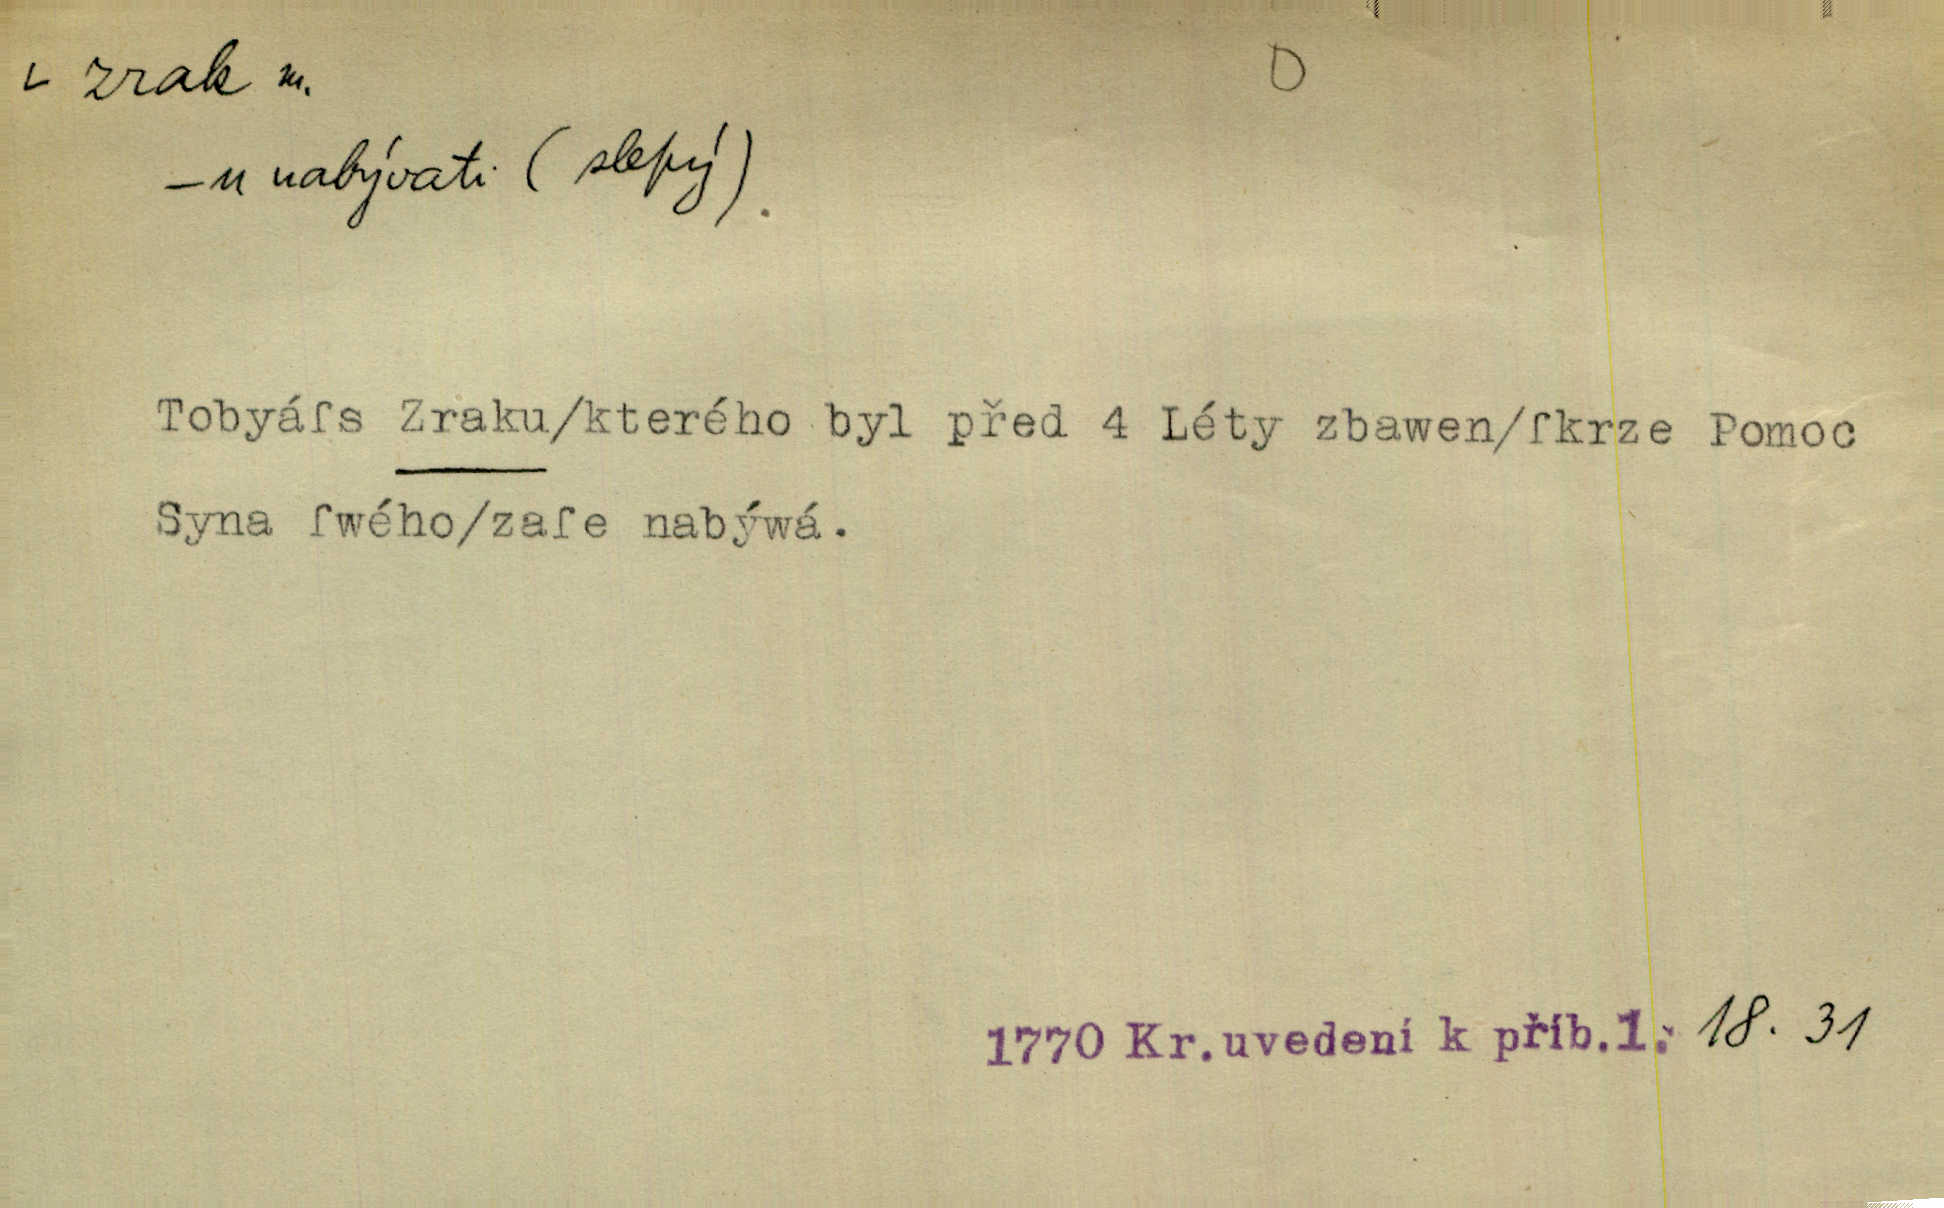 zrak m. D
-u nabývati (slepý).
Tobyáſs Zraku/kterého byl před 4 Léty zbawen/ſkrze Pomoc
Syna ſwého/zaſe nabýwá.
1770 Kr.uvedení k příb.1: 18. 31